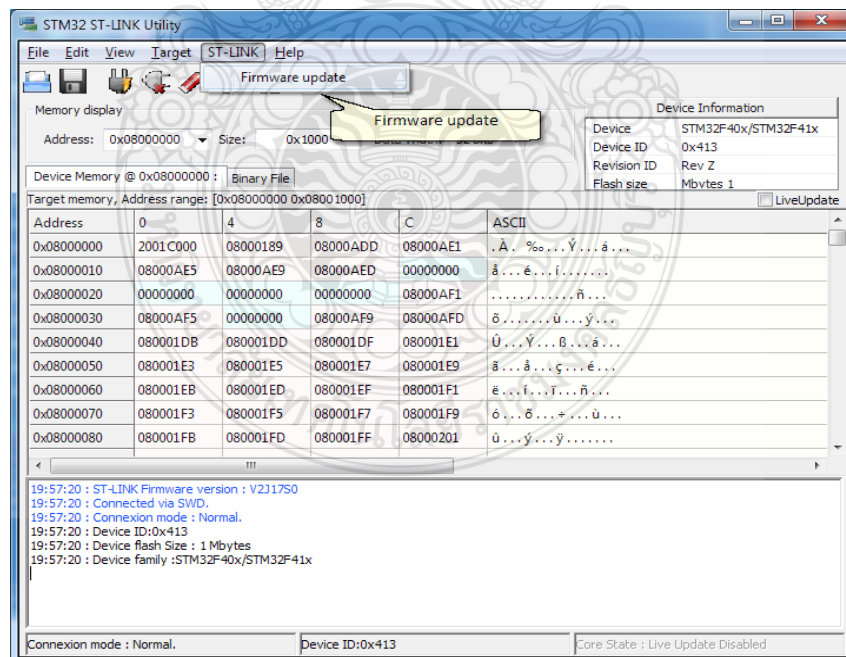 STM32 ST-LINK Utility
File Edit View Target ST-LINK Help
Firmware update
Firmware update
Memory display
Address: 0x08000000 Size: 0x1000
Device Information
Device STM32F40x/STM32F41x
Device ID 0x413
Revision ID Rev Z
Flash size Mbytes 1
Device Memory @ 0x08000000 : Binary File
Target memory, Address range: [0x08000000 0x08001000] LiveUpdate
Address 0 4 8 C ASCII
0x08000000 2001C000 08000189 08000ADD 08000AE1 .À. ‰...Ý...á...
0x08000010 08000AE5 08000AE9 08000AED 00000000 å...é...í.......
0x08000020 00000000 00000000 00000000 08000AF1 ............ñ...
0x08000030 08000AF5 00000000 08000AF9 08000AFD õ.......ù...ý...
0x08000040 080001DB 080001DD 080001DF 080001E1 Û...Ý...ß...á...
0x08000050 080001E3 080001E5 080001E7 080001E9 ã...å...ç...é...
0x08000060 080001EB 080001ED 080001EF 080001F1 ë...í...ï...ñ...
0x08000070 080001F3 080001F5 080001F7 080001F9 ó...õ...÷...ù...
0x08000080 080001FB 080001FD 080001FF 08000201 û...ý...ÿ.......
19:57:20 : ST-LINK Firmware version : V2J17S0
19:57:20 : Connected via SWD.
19:57:20 : Connexion mode : Normal.
19:57:20 : Device ID:0x413
19:57:20 : Device flash Size : 1 Mbytes
19:57:20 : Device family :STM32F40x/STM32F41x
Connexion mode : Normal. Device ID:0x413 Core State : Live Update Disabled